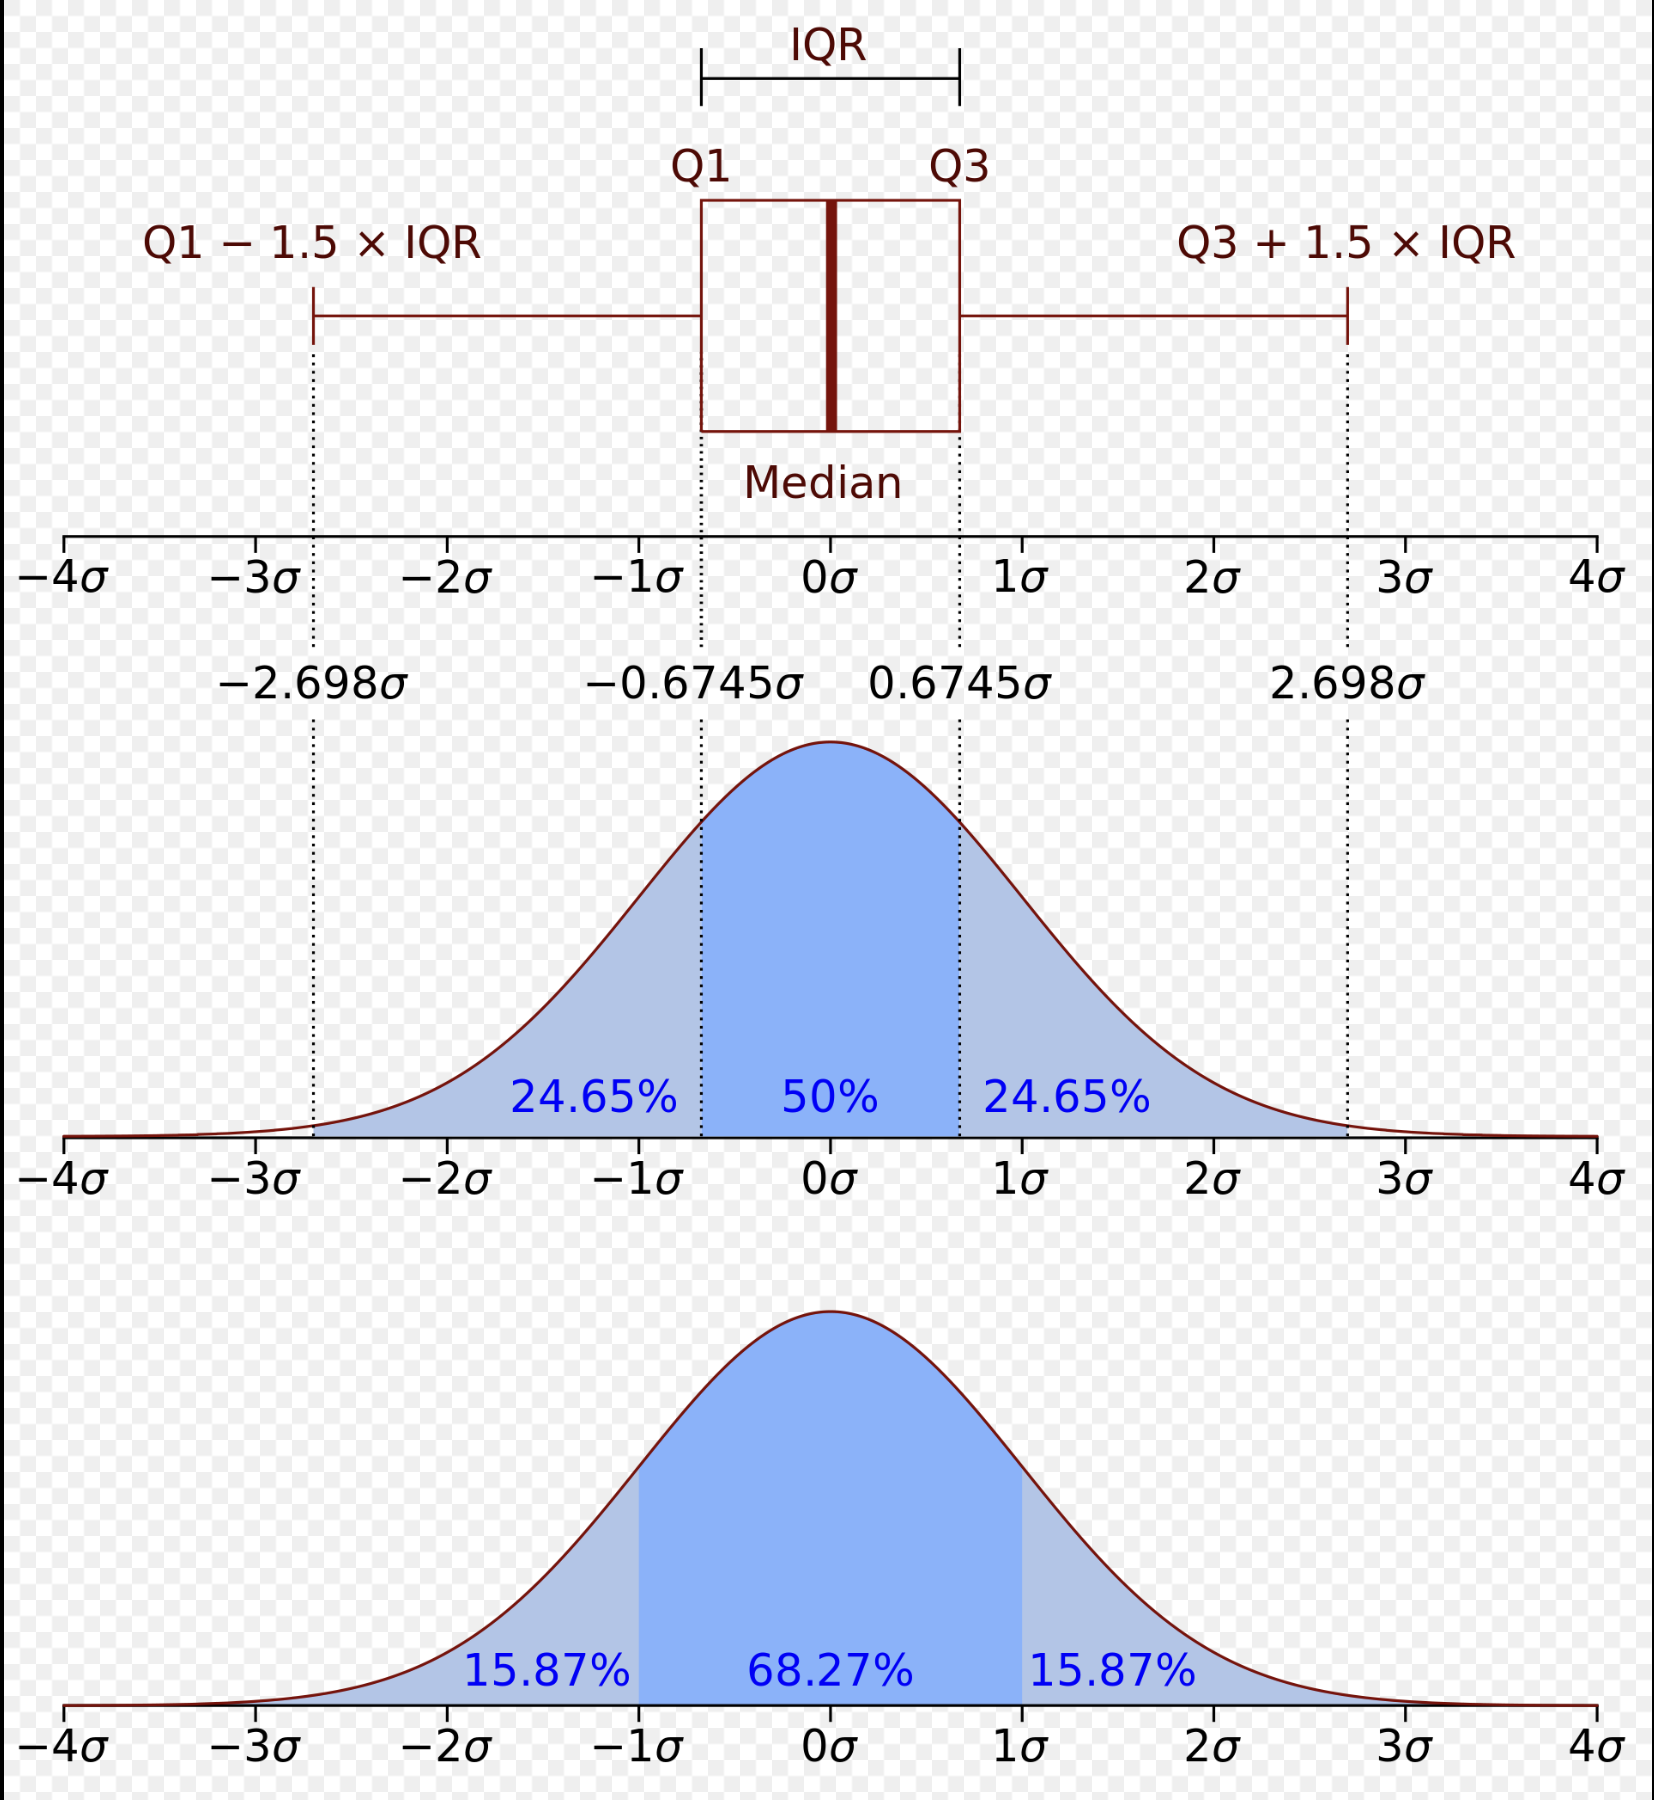 IQR
Q1 Q3
Q1 − 1.5 × IQR Q3 + 1.5 × IQR
Median
−4σ −3σ −2σ −1σ 0σ 1σ 2σ 3σ 4σ
−2.698σ −0.6745σ 0.6745σ 2.698σ
24.65% 50% 24.65%
−4σ −3σ −2σ −1σ 0σ 1σ 2σ 3σ 4σ
15.87% 68.27% 15.87%
−4σ −3σ −2σ −1σ 0σ 1σ 2σ 3σ 4σ